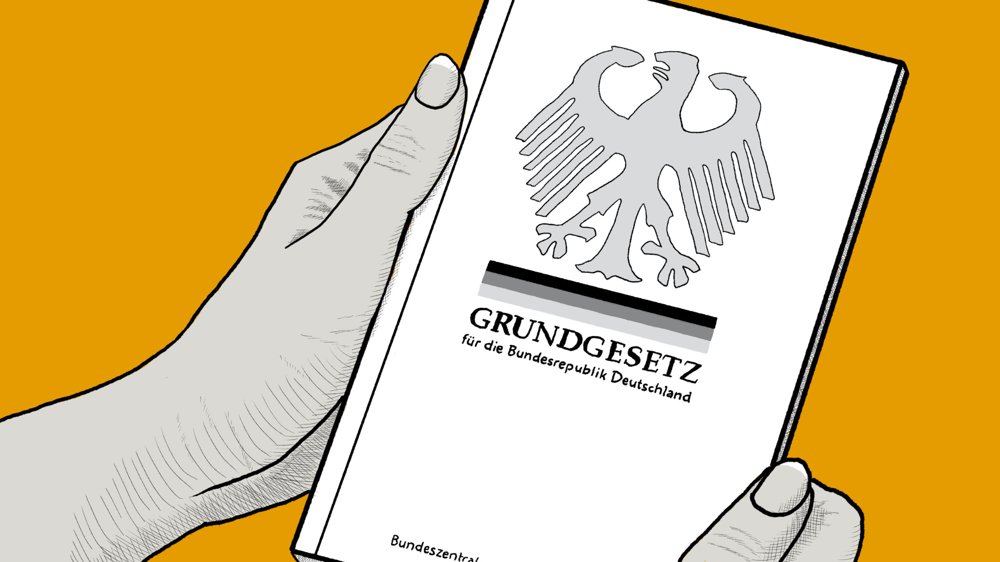 GRUNDGESETZ
für die Bundesrepublik Deutschland
Bundeszentral